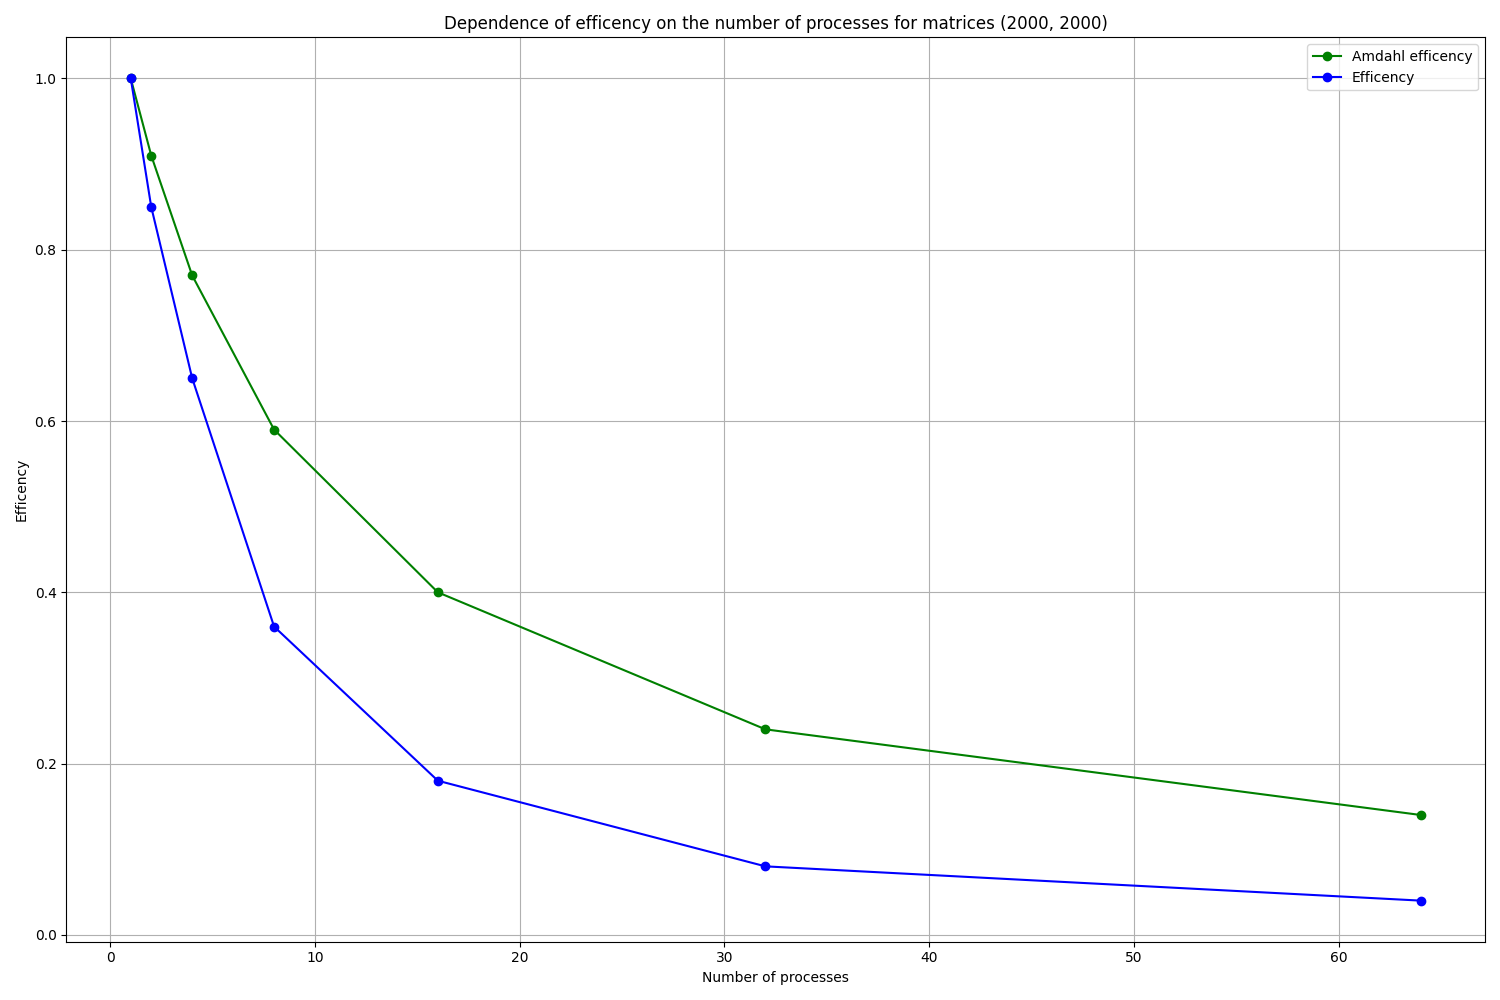 Dependence of efficency on the number of processes for matrices (2000, 2000)
Amdahl efficency
Efficency
1.0
0.8
0.6
0.4
0.2
0.0
Efficency
0 10 20 30 40 50 60
Number of processes